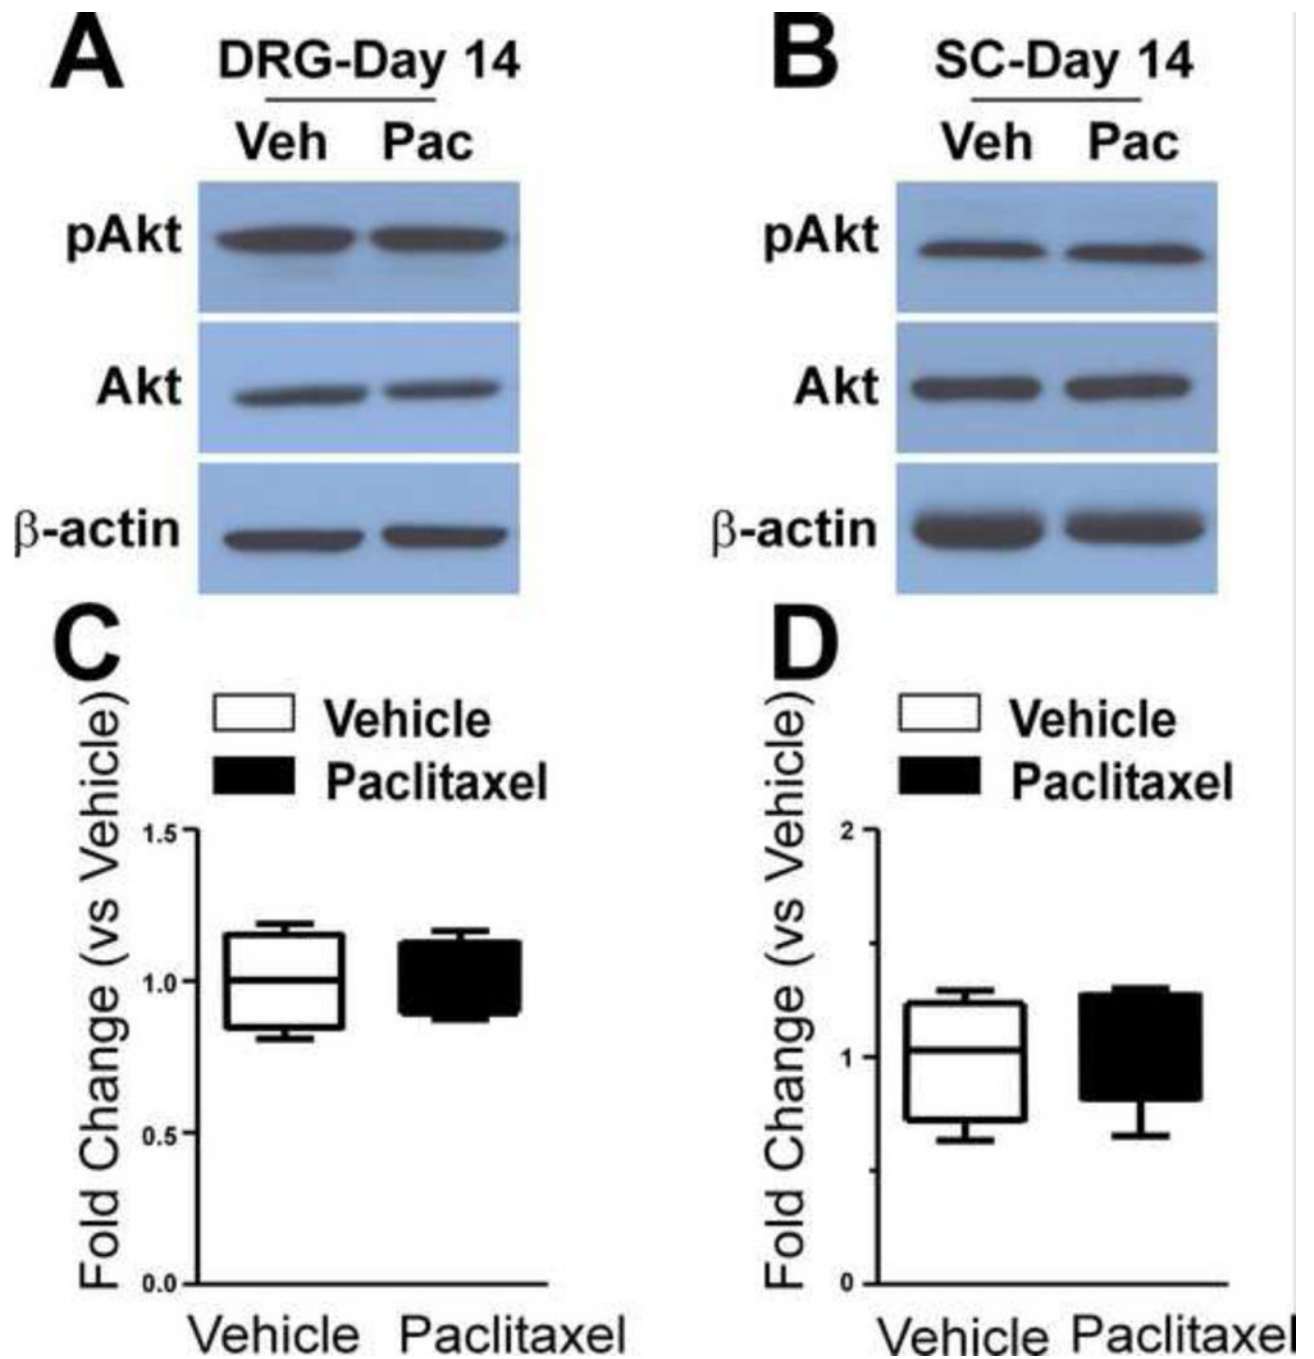 A
DRG-Day 14
Veh Pac
pAkt
Akt
β-actin
B
SC-Day 14
Veh Pac
pAkt
Akt
β-actin
C
Vehicle
Paclitaxel
Fold Change (vs Vehicle)
1.5
1.0
0.5
0.0
Vehicle Paclitaxel
D
Vehicle
Paclitaxel
Fold Change (vs Vehicle)
2
1
0
Vehicle Paclitaxel